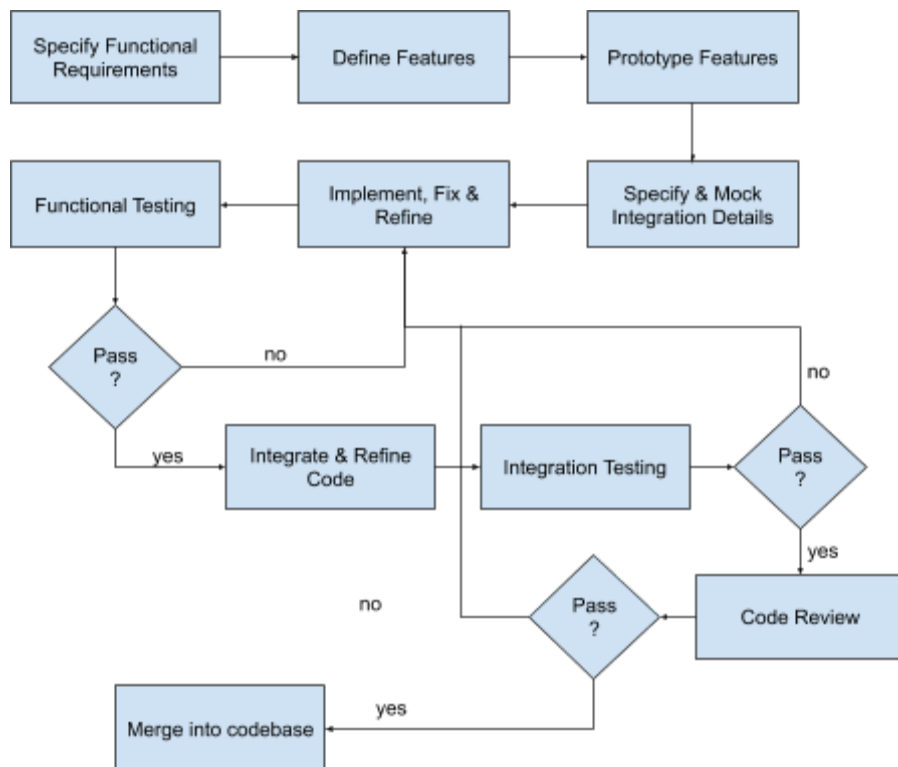 Specify Functional
Requirements
Define Features
Prototype Features
Functional Testing
Implement, Fix &
Refine
Specify & Mock
Integration Details
Pass
?
no
no
yes
Integrate & Refine
Code
Integration Testing
Pass
?
yes
no
Pass
?
Code Review
Merge into codebase
yes